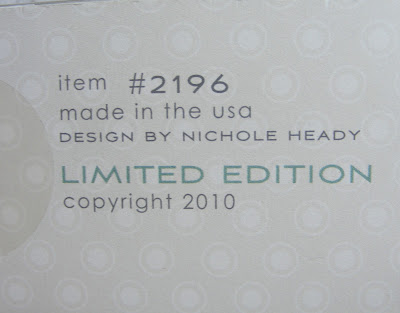 item #2196
made in the usa
DESIGN BY NICHOLE HEADY
LIMITED EDITION
copyright 2010